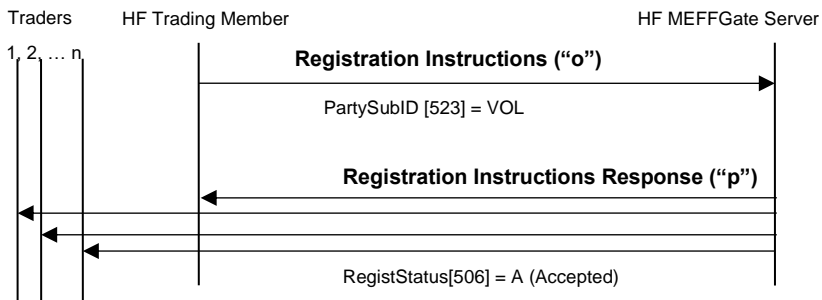 Traders HF Trading Member HF MEFFGate Server
1, 2, … n
Registration Instructions (“o”)
PartySubID [523] = VOL
Registration Instructions Response (“p”)
RegistStatus[506] = A (Accepted)